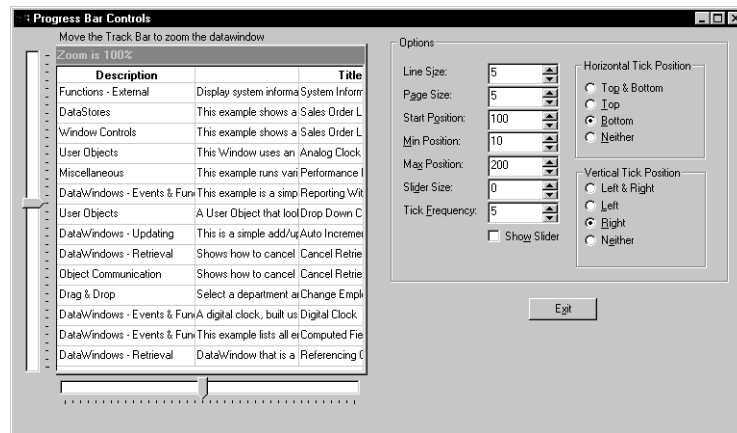 Progress Bar Controls
Move the Track Bar to zoom the datawindow
Zoom is 100%
Description Title
Functions - External Display system informa System Inform
DataStores This example shows a Sales Order L
Window Controls This example shows a Sales Order L
User Objects This Window uses an Analog Clock
Miscellaneous This example runs vari Performance
DataWindows - Events & Fun This example is a simp Reporting Wit
User Objects A User Object that lool Drop Down C
DataWindows - Updating This is a simple add/up Auto Incremen
DataWindows - Retrieval Shows how to cancel Cancel Retrie
Object Communication Shows how to cancel Cancel Retrie
Drag & Drop Select a department a Change Empl
DataWindows - Events & Fun A digital clock, built us Digital Clock
DataWindows - Events & Fun This example lists all e Computed Fie
DataWindows - Retrieval DataWindow that is a Referencing
Options
Line Size: 5
Page Size: 5
Start Position: 100
Min Position: 10
Max Position: 200
Slider Size: 0
Tick Frequency: 5
Show Slider
Horizontal Tick Position
Top & Bottom
Top
Bottom
Neither
Vertical Tick Position
Left & Right
Left
Right
Neither
Exit